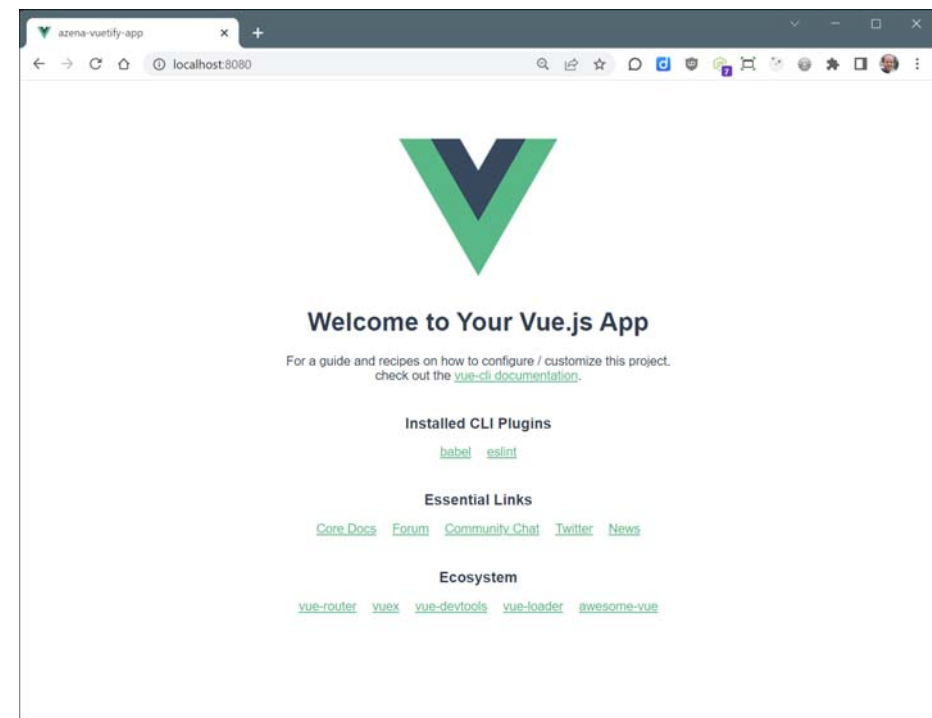 azena-vuetify-app
localhost:8080
7
Welcome to Your Vue.js App
For a guide and recipes on how to configure / customize this project,
check out the vue-cli documentation.
Installed CLI Plugins
babel eslint
Essential Links
Core Docs Forum Community Chat Twitter News
Ecosystem
vue-router vuex vue-devtools vue-loader awesome-vue